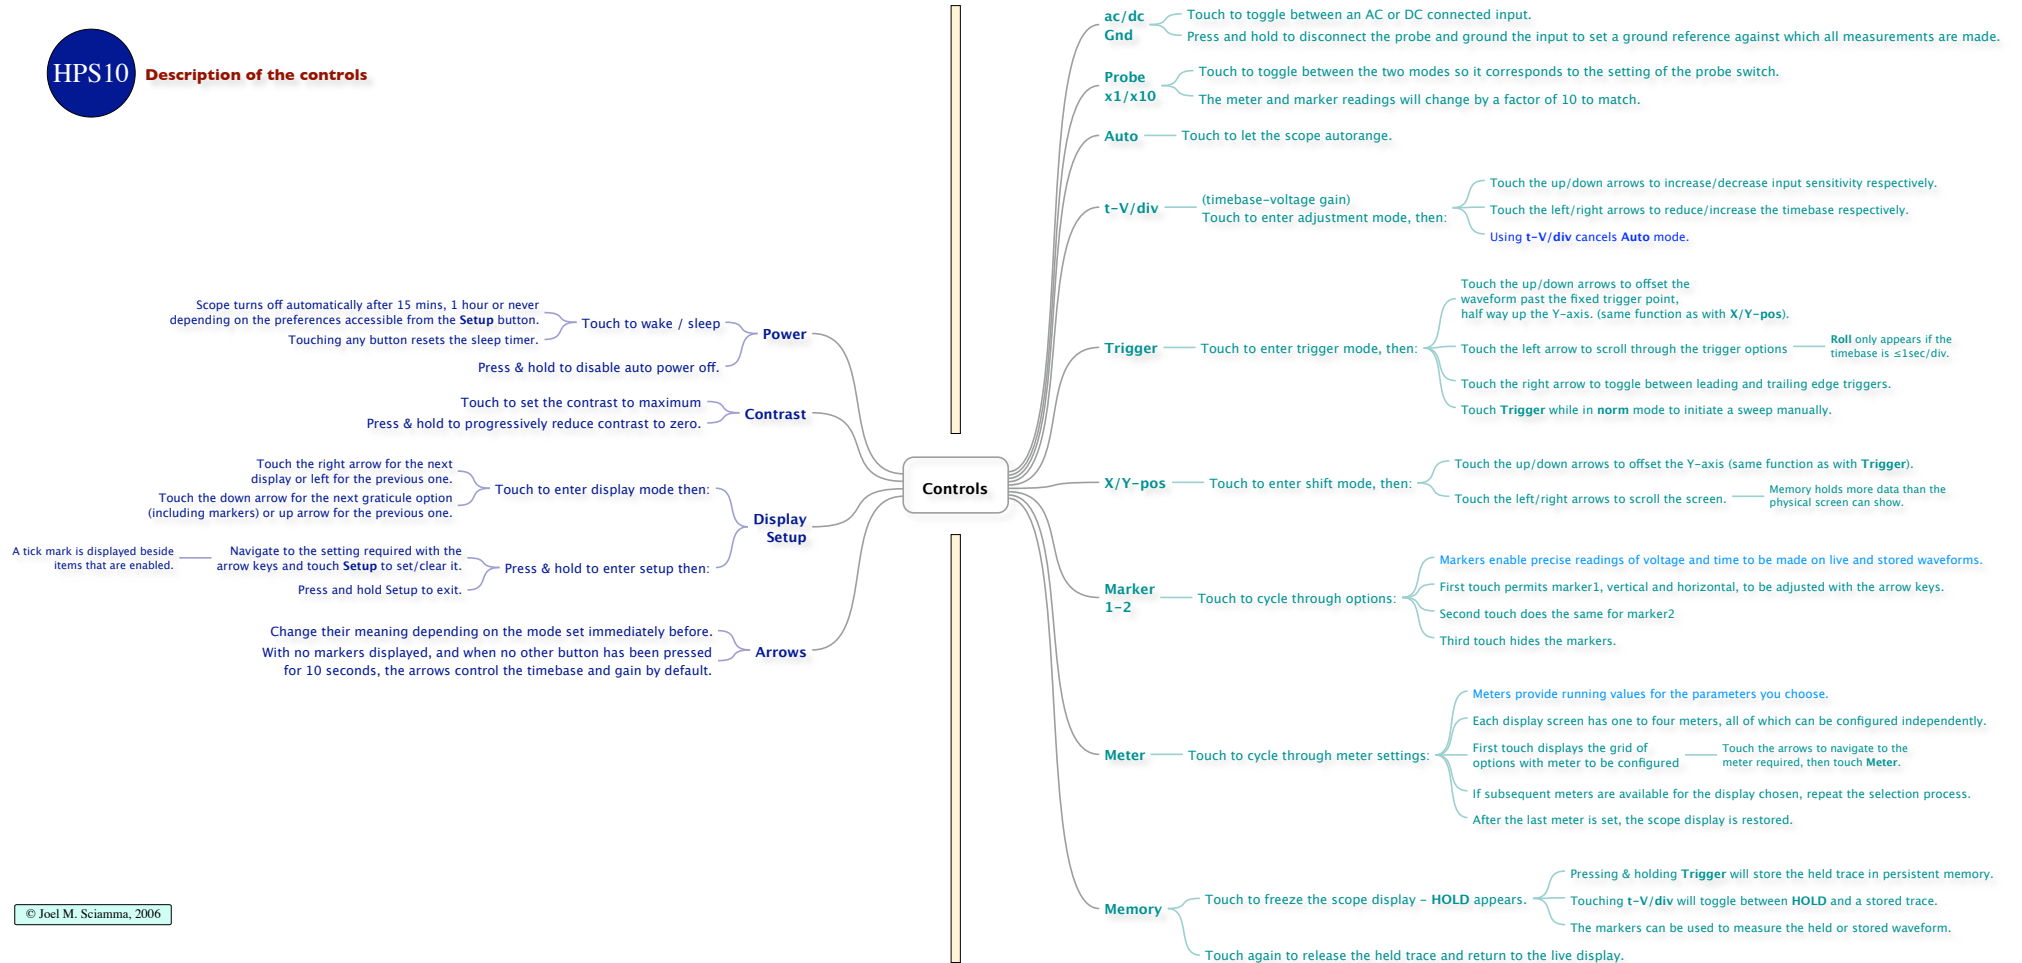 HPS10
Description of the controls
Controls
Power
Touch to wake / sleep
Scope turns off automatically after 15 mins, 1 hour or never
depending on the preferences accessible from the Setup button.
Touching any button resets the sleep timer.
Press & hold to disable auto power off.
Contrast
Touch to set the contrast to maximum
Press & hold to progressively reduce contrast to zero.
Display
Setup
Touch to enter display mode then:
Touch the right arrow for the next
display or left for the previous one.
Touch the down arrow for the next graticule option
(including markers) or up arrow for the previous one.
Press & hold to enter setup then:
Navigate to the setting required with the
arrow keys and touch Setup to set/clear it.
A tick mark is displayed beside
items that are enabled.
Press and hold Setup to exit.
Arrows
Change their meaning depending on the mode set immediately before.
With no markers displayed, and when no other button has been pressed
for 10 seconds, the arrows control the timebase and gain by default.
ac/dc
Gnd
Touch to toggle between an AC or DC connected input.
Press and hold to disconnect the probe and ground the input to set a ground reference against which all measurements are made.
Probe
x1/x10
Touch to toggle between the two modes so it corresponds to the setting of the probe switch.
The meter and marker readings will change by a factor of 10 to match.
Auto
Touch to let the scope autorange.
t-V/div
(timebase-voltage gain)
Touch to enter adjustment mode, then:
Touch the up/down arrows to increase/decrease input sensitivity respectively.
Touch the left/right arrows to reduce/increase the timebase respectively.
Using t-V/div cancels Auto mode.
Trigger
Touch to enter trigger mode, then:
Touch the up/down arrows to offset the
waveform past the fixed trigger point,
half way up the Y-axis. (same function as with X/Y-pos).
Touch the left arrow to scroll through the trigger options
Roll only appears if the
timebase is ≤1sec/div.
Touch the right arrow to toggle between leading and trailing edge triggers.
Touch Trigger while in norm mode to initiate a sweep manually.
X/Y-pos
Touch to enter shift mode, then:
Touch the up/down arrows to offset the Y-axis (same function as with Trigger).
Touch the left/right arrows to scroll the screen.
Memory holds more data than the
physical screen can show.
Marker
1-2
Touch to cycle through options:
Markers enable precise readings of voltage and time to be made on live and stored waveforms.
First touch permits marker1, vertical and horizontal, to be adjusted with the arrow keys.
Second touch does the same for marker2
Third touch hides the markers.
Meter
Touch to cycle through meter settings:
Meters provide running values for the parameters you choose.
Each display screen has one to four meters, all of which can be configured independently.
First touch displays the grid of
options with meter to be configured
Touch the arrows to navigate to the
meter required, then touch Meter.
If subsequent meters are available for the display chosen, repeat the selection process.
After the last meter is set, the scope display is restored.
Memory
Touch to freeze the scope display - HOLD appears.
Pressing & holding Trigger will store the held trace in persistent memory.
Touching t-V/div will toggle between HOLD and a stored trace.
The markers can be used to measure the held or stored waveform.
Touch again to release the held trace and return to the live display.
© Joel M. Sciamma, 2006